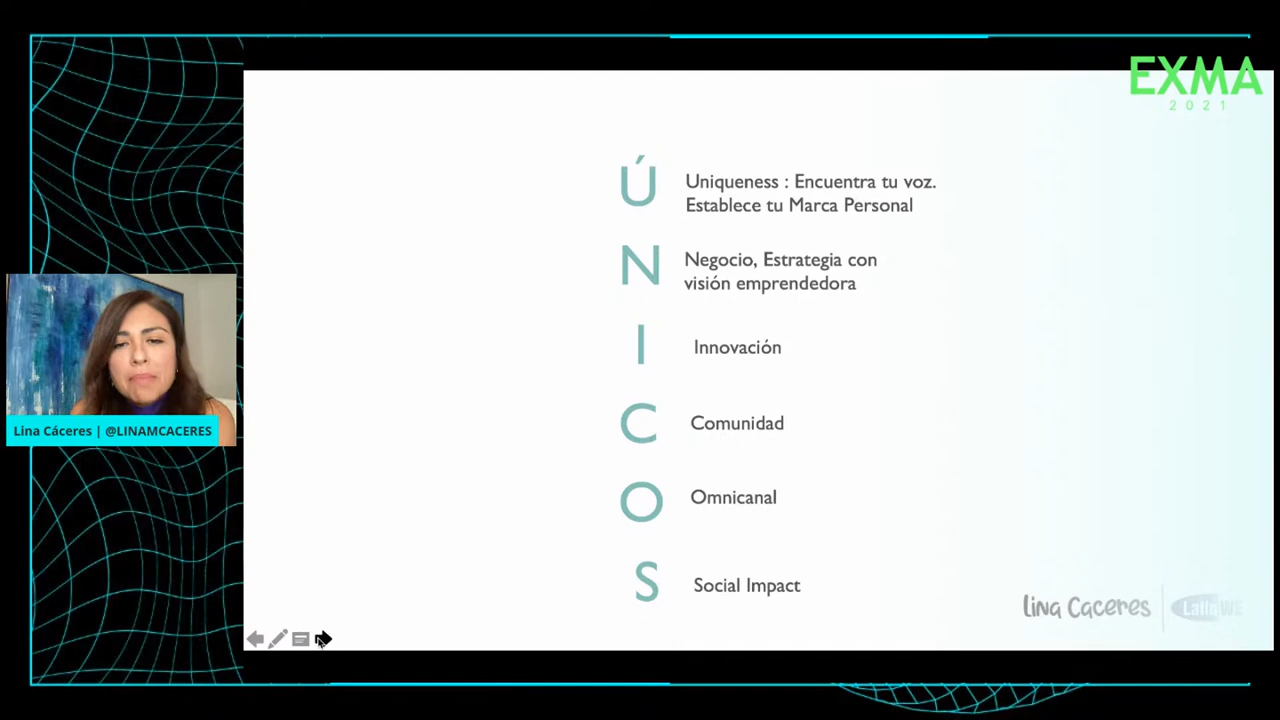 EXMA
2021
Ú
Uniqueness : Encuentra tu voz.
Establece tu Marca Personal
N
Negocio, Estrategia con
visión emprendedora
I
Innovación
C
Comunidad
O
Omnicanal
S
Social Impact
Lina Cáceres | @LINAMCACERES
Lina Caceres